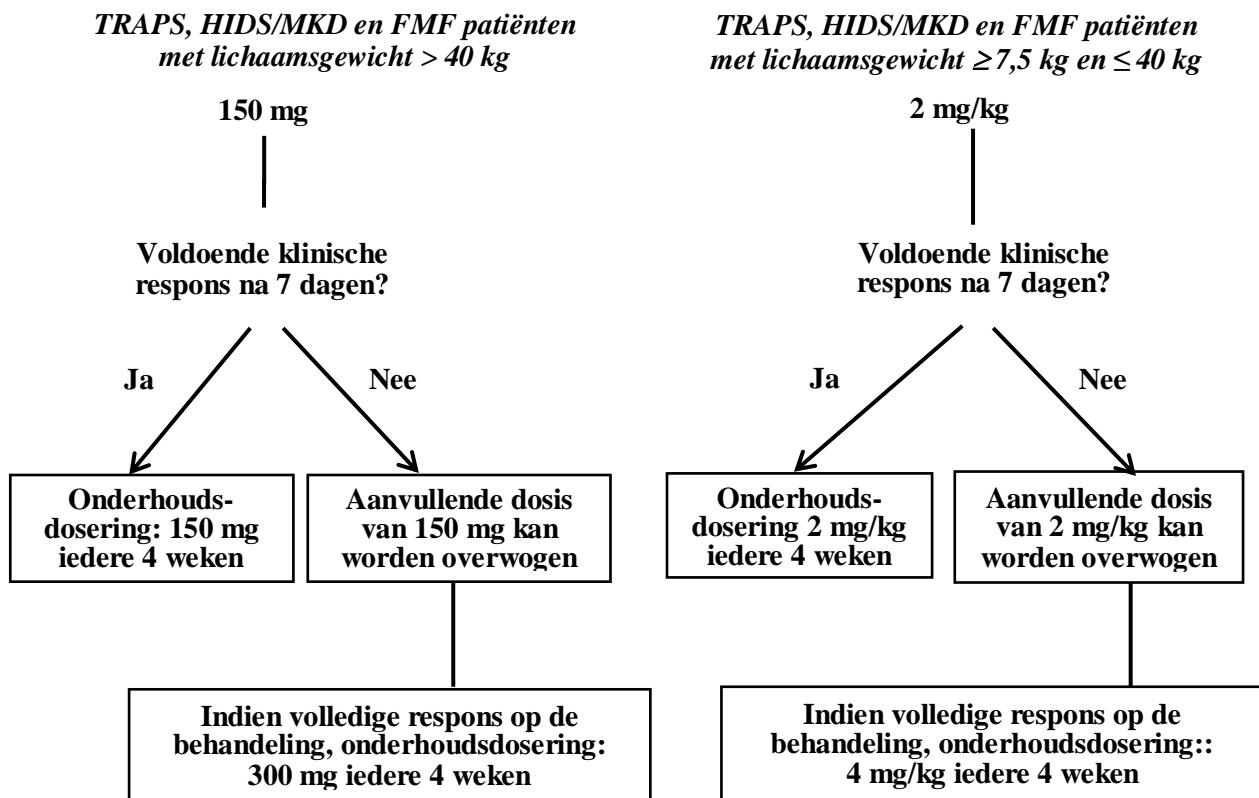 TRAPS, HIDS/MKD en FMF patiënten
met lichaamsgewicht > 40 kg
150 mg
Voldoende klinische
respons na 7 dagen?
Ja
Nee
Onderhouds-
dosering: 150 mg
iedere 4 weken
Aanvullende dosis
van 150 mg kan
worden overwogen
Indien volledige respons op de
behandeling, onderhoudsdosering:
300 mg iedere 4 weken
TRAPS, HIDS/MKD en FMF patiënten
met lichaamsgewicht ≥ 7,5 kg en ≤ 40 kg
2 mg/kg
Voldoende klinische
respons na 7 dagen?
Ja
Nee
Onderhouds-
dosering 2 mg/kg
iedere 4 weken
Aanvullende dosis
van 2 mg/kg kan
worden overwogen
Indien volledige respons op de
behandeling, onderhoudsdosering::
4 mg/kg iedere 4 weken